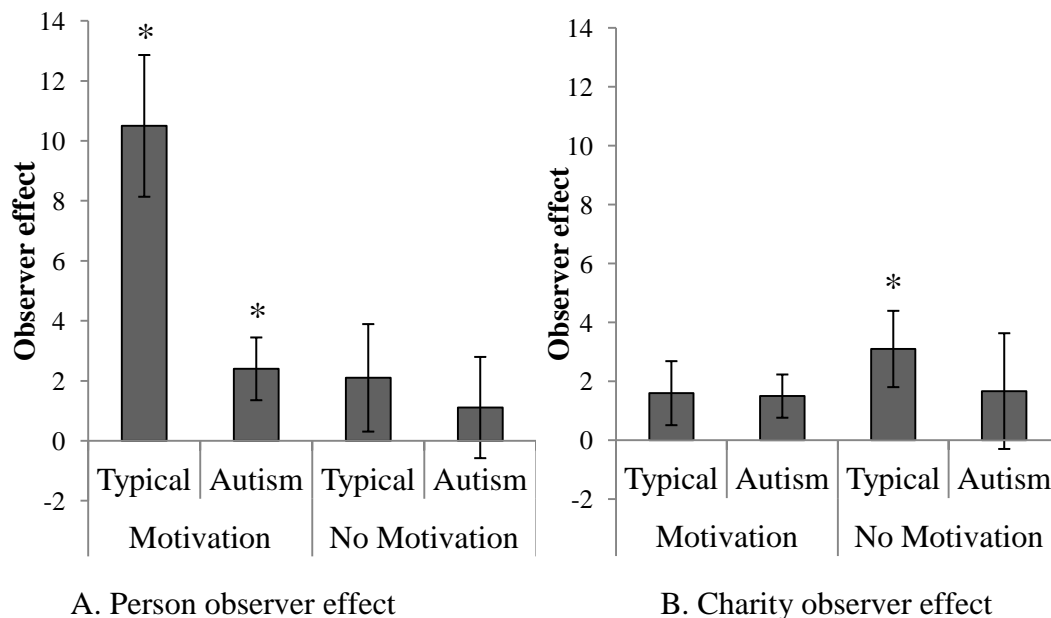 14
12
10
8
6
4
2
0
-2
Observer effect
*
*
Typical Autism Typical Autism
Motivation No Motivation
A. Person observer effect
14
12
10
8
6
4
2
0
-2
Observer effect
*
Typical Autism Typical Autism
Motivation No Motivation
B. Charity observer effect